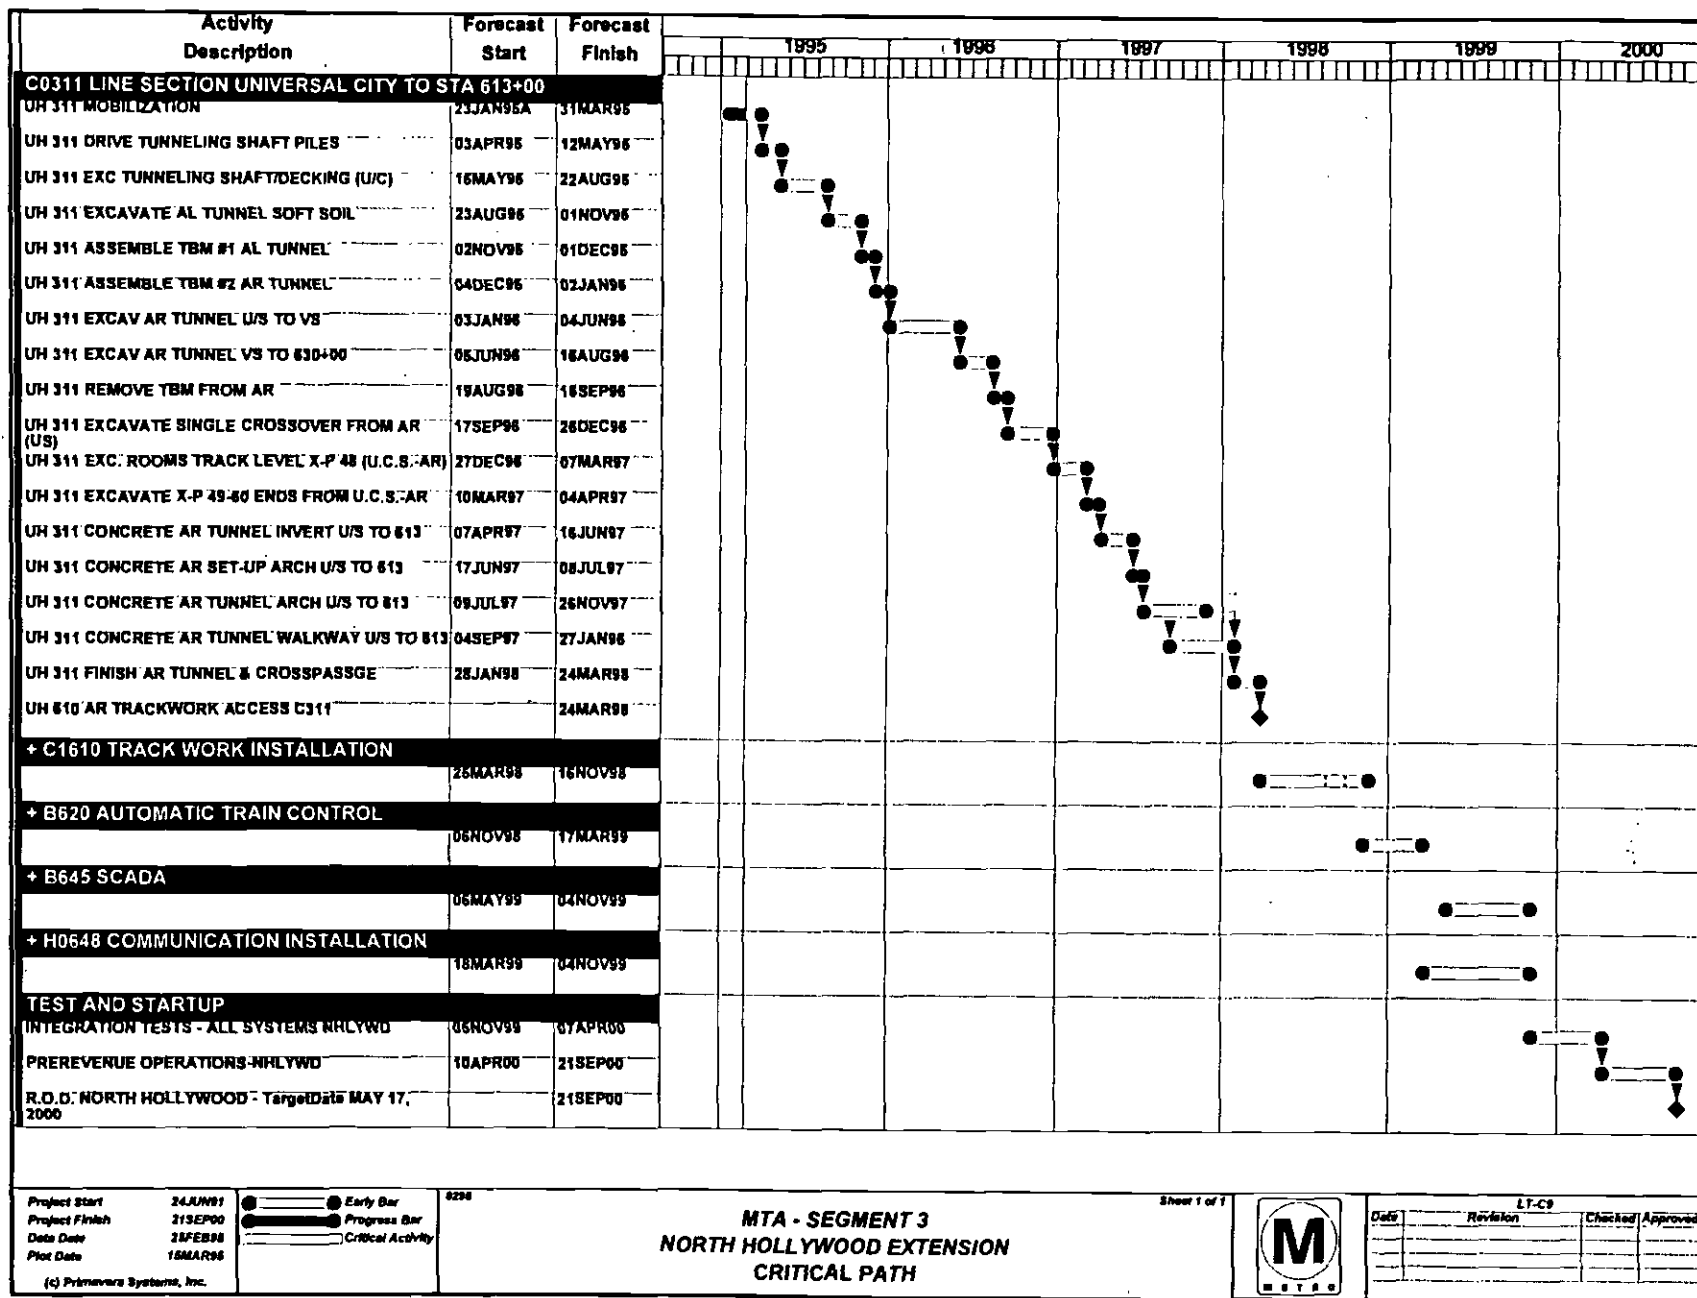 Activity Forecast Forecast
Description Start Finish
1995 1996 1997 1998 1999 2000
C0311 LINE SECTION UNIVERSAL CITY TO STA 613+00
UH 311 MOBILIZATION 23JAN95A 31MAR95
UH 311 DRIVE TUNNELING SHAFT PILES 03APR95 12MAY95
UH 311 EXC TUNNELING SHAFT/DECKING (U/C) 15MAY95 22AUG95
UH 311 EXCAVATE AL TUNNEL SOFT SOIL 23AUG95 01NOV95
UH 311 ASSEMBLE TBM #1 AL TUNNEL 02NOV95 01DEC95
UH 311 ASSEMBLE TBM #2 AR TUNNEL 04DEC95 02JAN96
UH 311 EXCAV AR TUNNEL U/S TO VS 03JAN96 04JUN96
UH 311 EXCAV AR TUNNEL VS TO 630+00 05JUN96 16AUG96
UH 311 REMOVE TBM FROM AR 19AUG96 16SEP96
UH 311 EXCAVATE SINGLE CROSSOVER FROM AR 17SEP96 26DEC96
(US)
UH 311 EXC. ROOMS TRACK LEVEL X-P 48 (U.C.S.-AR) 27DEC96 07MAR97
UH 311 EXCAVATE X-P 49-60 ENDS FROM U.C.S.-AR 10MAR97 04APR97
UH 311 CONCRETE AR TUNNEL INVERT U/S TO 613 07APR97 16JUN97
UH 311 CONCRETE AR SET-UP ARCH U/S TO 613 17JUN97 08JUL97
UH 311 CONCRETE AR TUNNEL ARCH U/S TO 613 09JUL97 26NOV97
UH 311 CONCRETE AR TUNNEL WALKWAY U/S TO 613 04SEP97 27JAN98
UH 311 FINISH AR TUNNEL & CROSSPASSGE 28JAN98 24MAR98
UH 610 AR TRACKWORK ACCESS C311 24MAR98
+ C1610 TRACK WORK INSTALLATION
25MAR98 16NOV98
+ B620 AUTOMATIC TRAIN CONTROL
06NOV98 17MAR99
+ B645 SCADA
06MAY99 04NOV99
+ H0648 COMMUNICATION INSTALLATION
18MAR99 04NOV99
TEST AND STARTUP
INTEGRATION TESTS - ALL SYSTEMS NHLYWD 05NOV99 07APR00
PREREVENUE OPERATIONS-NHLYWD 10APR00 21SEP00
R.O.D. NORTH HOLLYWOOD - TargetDate MAY 17, 21SEP00
2000
Project Start 24JUN91
Project Finish 21SEP00
Data Date 28FEB95
Plot Date 15MAR95
(c) Primavera Systems, Inc.
Early Bar
Progress Bar
Critical Activity
MTA - SEGMENT 3
NORTH HOLLYWOOD EXTENSION
CRITICAL PATH
Sheet 1 of 1
M
METRO
LT-C9
Date Revision Checked Approved